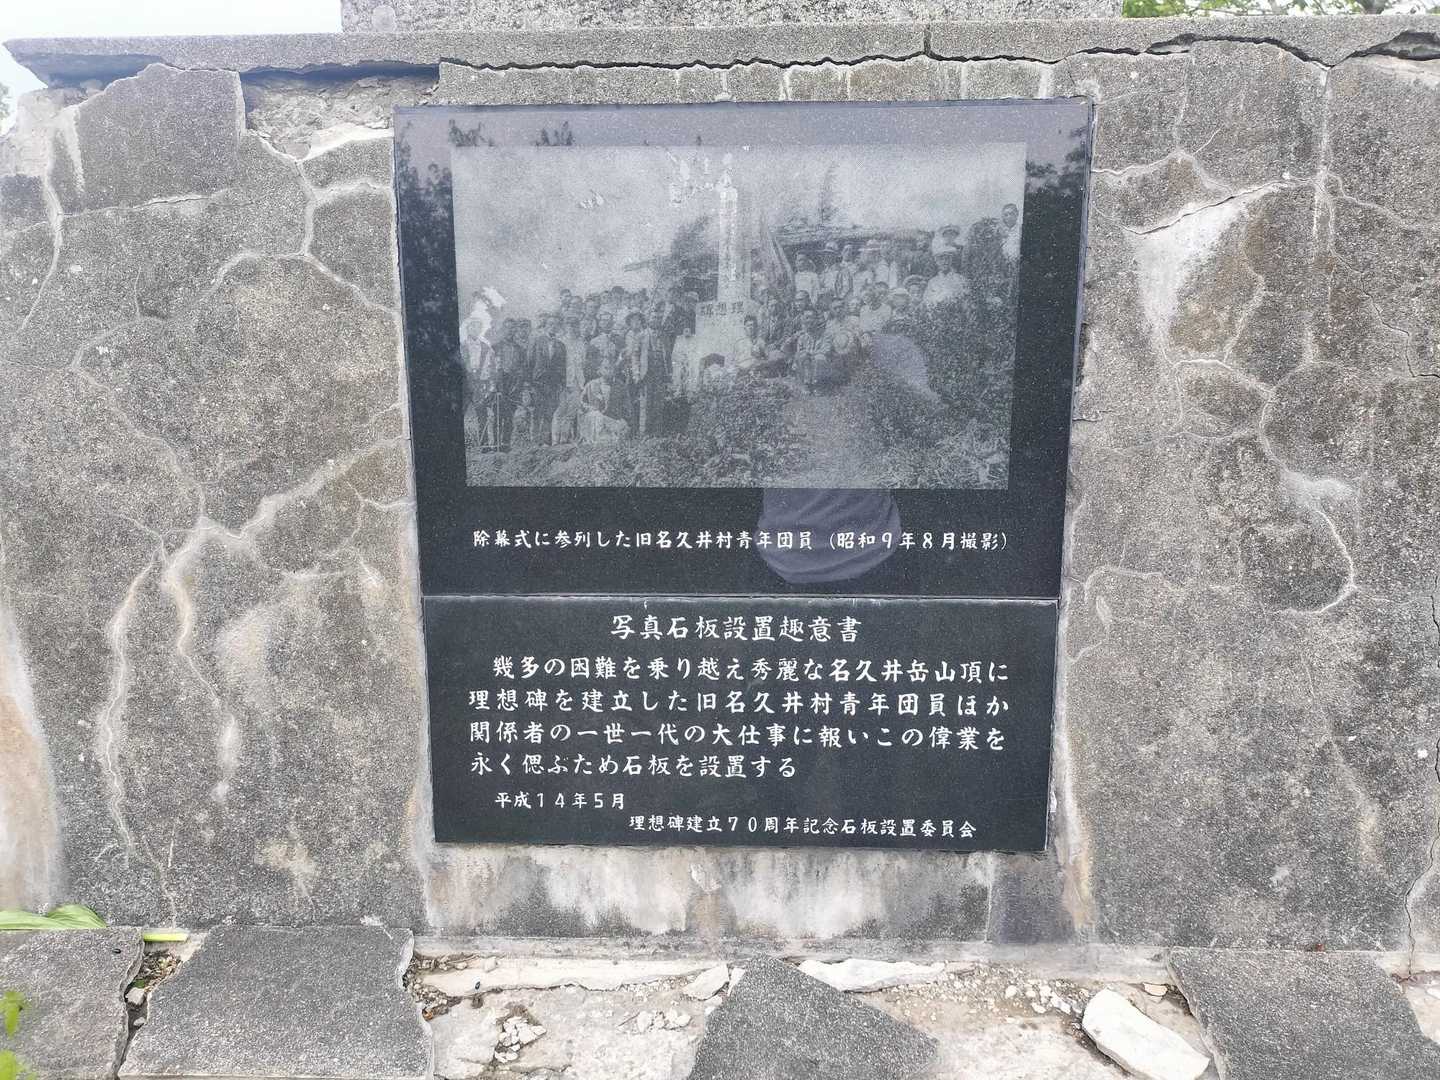 理想碑
除幕式に参列した旧名久井村青年団員（昭和９年８月撮影）
写真石板設置趣意書
幾多の困難を乗り越え秀麗な名久井岳山頂に
理想碑を建立した旧名久井村青年団員ほか
関係者の一世一代の大仕事に報いこの偉業を
永く偲ぶため石板を設置する
平成１４年５月
理想碑建立７０周年記念石板設置委員会